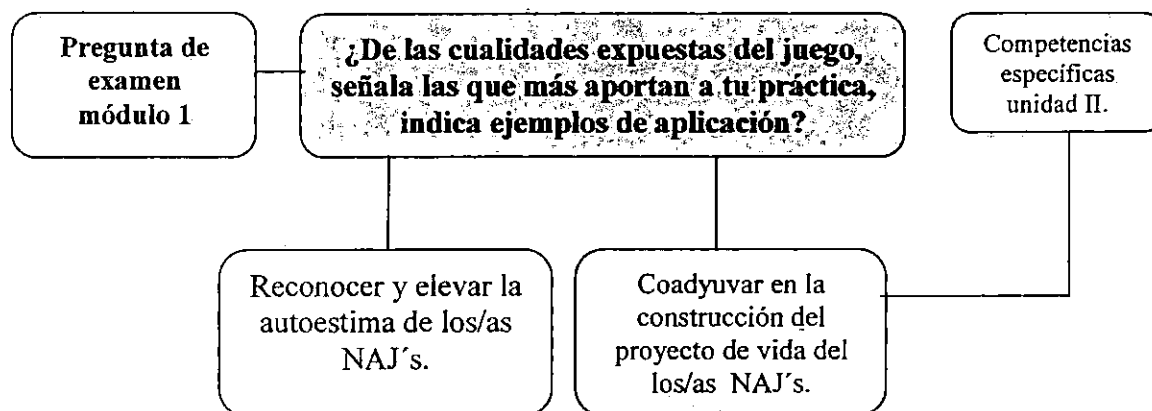 Pregunta de
examen
módulo 1
¿De las cualidades expuestas del juego,
señala las que más aportan a tu práctica,
indica ejemplos de aplicación?
Competencias
específicas
unidad II.
Reconocer y elevar la
autoestima de los/as
NAJ´s.
Coadyuvar en la
construcción del
proyecto de vida del
los/as NAJ´s.